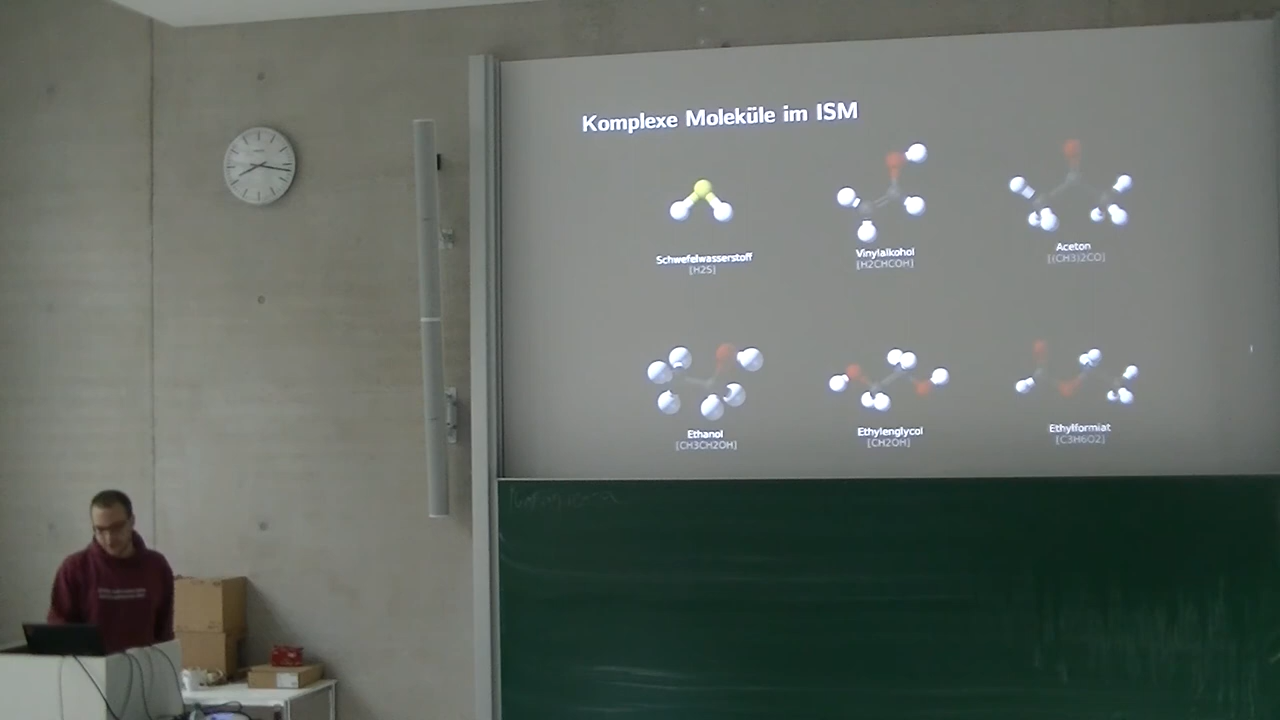 Komplexe Moleküle im ISM
Schwefelwasserstoff
[H2S]
Vinylalkohol
[H2CHCOH]
Aceton
[(CH3)2CO]
Ethanol
[CH3CH2OH]
Ethylenglycol
[CH2OH]
Ethylformiat
[C3H6O2]